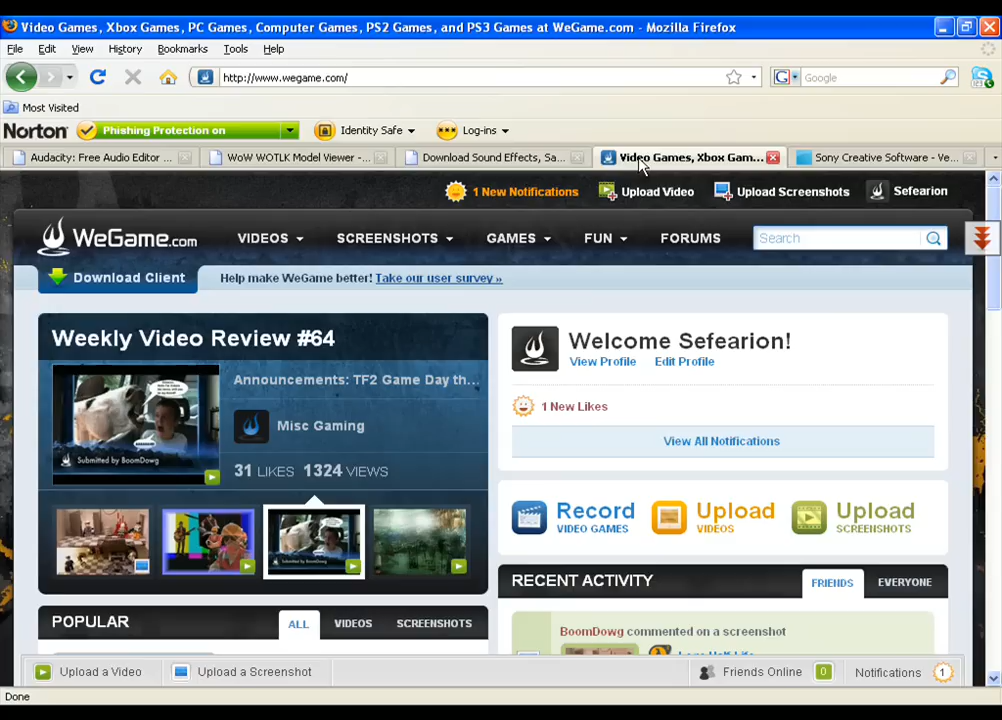 Video Games, Xbox Games, PC Games, Computer Games, PS2 Games, and PS3 Games at WeGame.com - Mozilla Firefox
File Edit View History Bookmarks Tools Help
http://www.wegame.com/ Google
Most Visited
Norton Phishing Protection on Identity Safe Log-ins
Audacity: Free Audio Editor ... WoW WOTLK Model Viewer -... Download Sound Effects, Sa... Video Games, Xbox Gam... Sony Creative Software - Ve...
1 New Notifications Upload Video Upload Screenshots Sefearion
WeGame.com VIDEOS SCREENSHOTS GAMES FUN FORUMS Search
Download Client Help make WeGame better! Take our user survey »
Weekly Video Review #64
Announcements: TF2 Game Day th...
Misc Gaming
Submitted by BoomDowg
31 LIKES 1324 VIEWS
Submitted by BoomDowg
Welcome Sefearion!
View Profile Edit Profile
1 New Likes
View All Notifications
Record VIDEO GAMES
Upload VIDEOS
Upload SCREENSHOTS
RECENT ACTIVITY FRIENDS EVERYONE
POPULAR ALL VIDEOS SCREENSHOTS
BoomDowg commented on a screenshot
Upload a Video Upload a Screenshot Friends Online 0 Notifications 1
Done